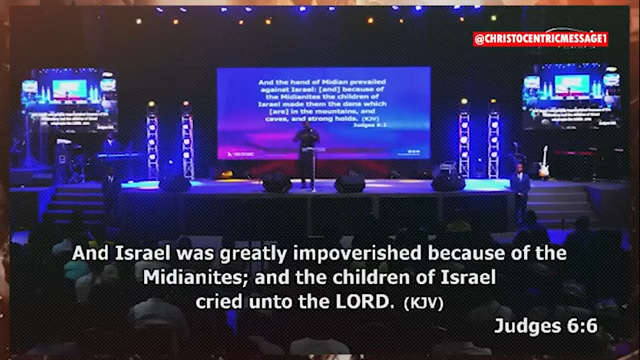 @CHRISTOCENTRICMESSAGE1
And the hand of Midian prevailed
against Israel: [and] because of
the Midianites the children of
Israel made them the dens which
[are] in the mountains, and
caves, and strong holds. (KJV)
Judges 6:2
And Israel was greatly impoverished because of the
Midianites; and the children of Israel
cried unto the LORD. (KJV)
Judges 6:6